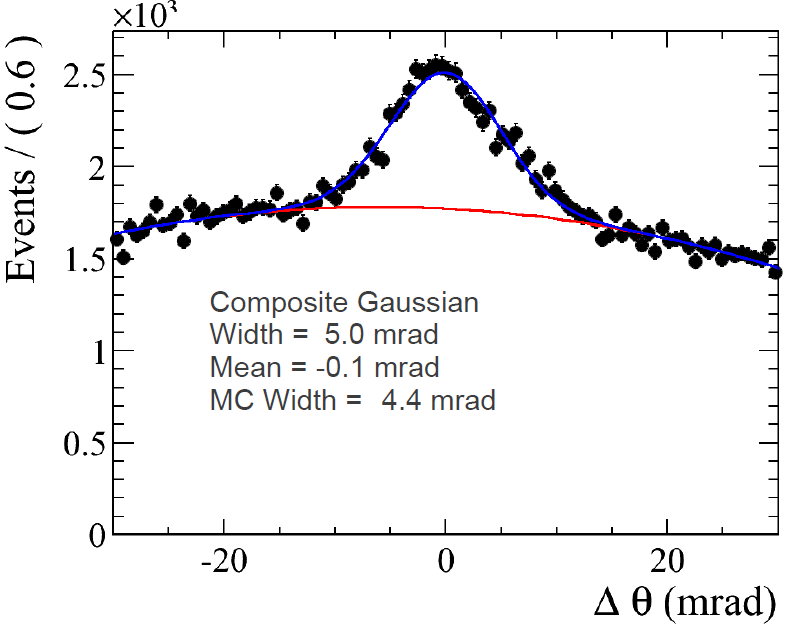 ×10³
Events / ( 0.6 )
2.5
2
1.5
1
0.5
0
Composite Gaussian
Width = 5.0 mrad
Mean = -0.1 mrad
MC Width = 4.4 mrad
-20 0 20
Δ θ (mrad)